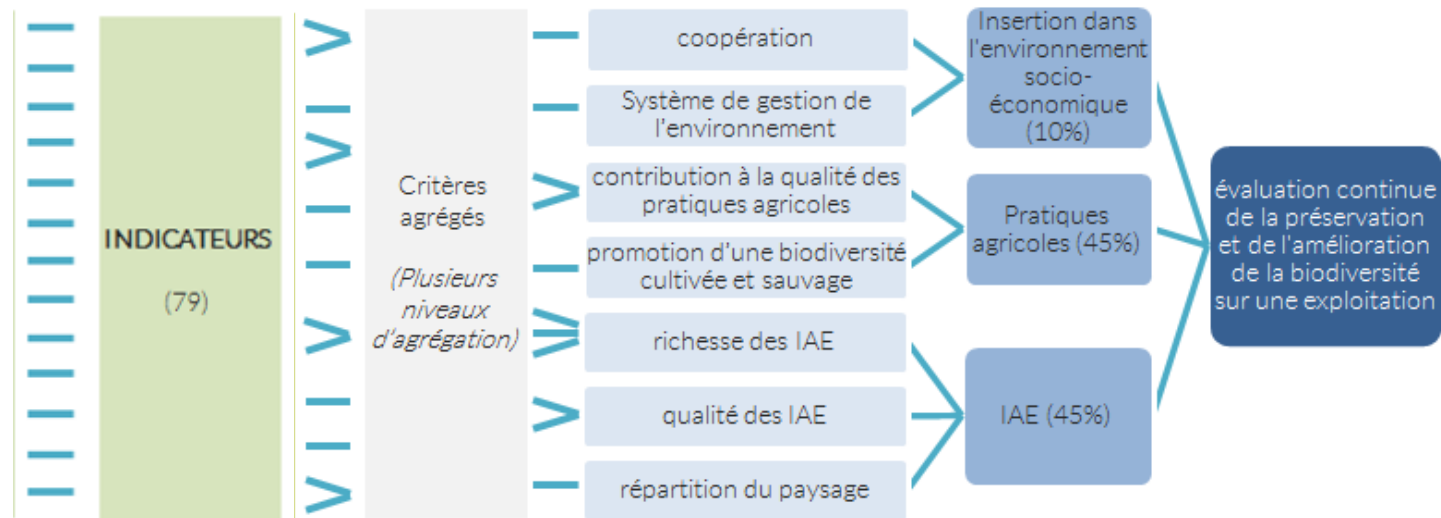 INDICATEURS
(79)
Critères
agrégés
(Plusieurs
niveaux
d'agrégation)
coopération
Système de gestion de
l'environnement
contribution à la qualité des
pratiques agricoles
promotion d'une biodiversité
cultivée et sauvage
richesse des IAE
qualité des IAE
répartition du paysage
Insertion dans
l'environnement
socio-
économique
(10%)
Pratiques
agricoles (45%)
IAE (45%)
évaluation continue
de la préservation
et de l'amélioration
de la biodiversité
sur une exploitation